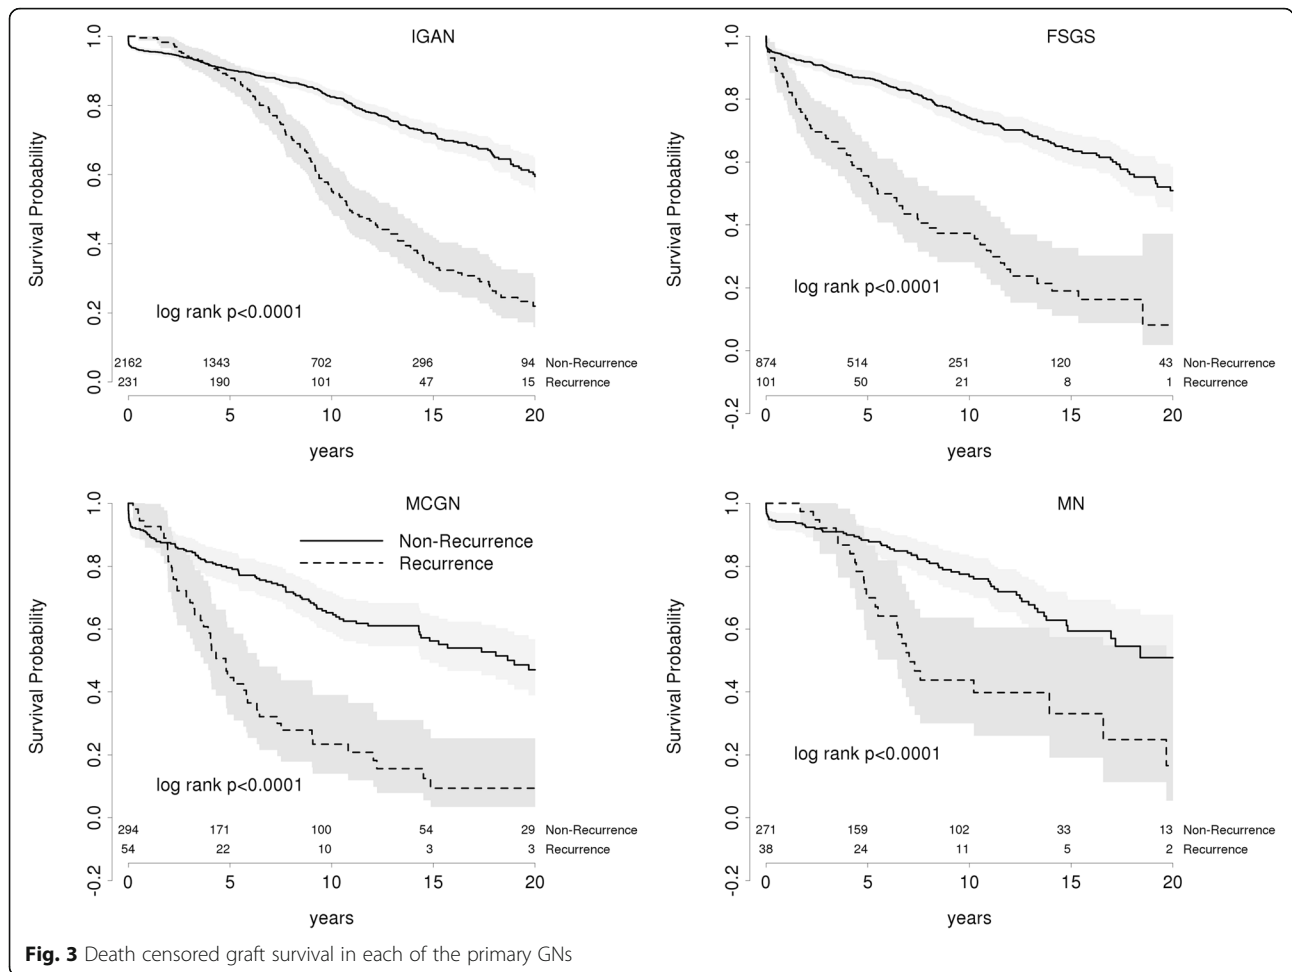 IGAN
Survival Probability
1.0
0.8
0.6
0.4
0.2
0.0
log rank p<0.0001
2162 1343 702 296 94 Non-Recurrence
231 190 101 47 15 Recurrence
0 5 10 15 20
years
FSGS
Survival Probability
1.0
0.8
0.6
0.4
0.2
0.0
-0.2
log rank p<0.0001
874 514 251 120 43 Non-Recurrence
101 50 21 8 1 Recurrence
0 5 10 15 20
years
MCGN
Non-Recurrence
Recurrence
Survival Probability
1.0
0.8
0.6
0.4
0.2
0.0
-0.2
log rank p<0.0001
294 171 100 54 29 Non-Recurrence
54 22 10 3 3 Recurrence
0 5 10 15 20
years
MN
Survival Probability
1.0
0.8
0.6
0.4
0.2
0.0
-0.2
log rank p<0.0001
271 159 102 33 13 Non-Recurrence
38 24 11 5 2 Recurrence
0 5 10 15 20
years
Fig. 3 Death censored graft survival in each of the primary GNs